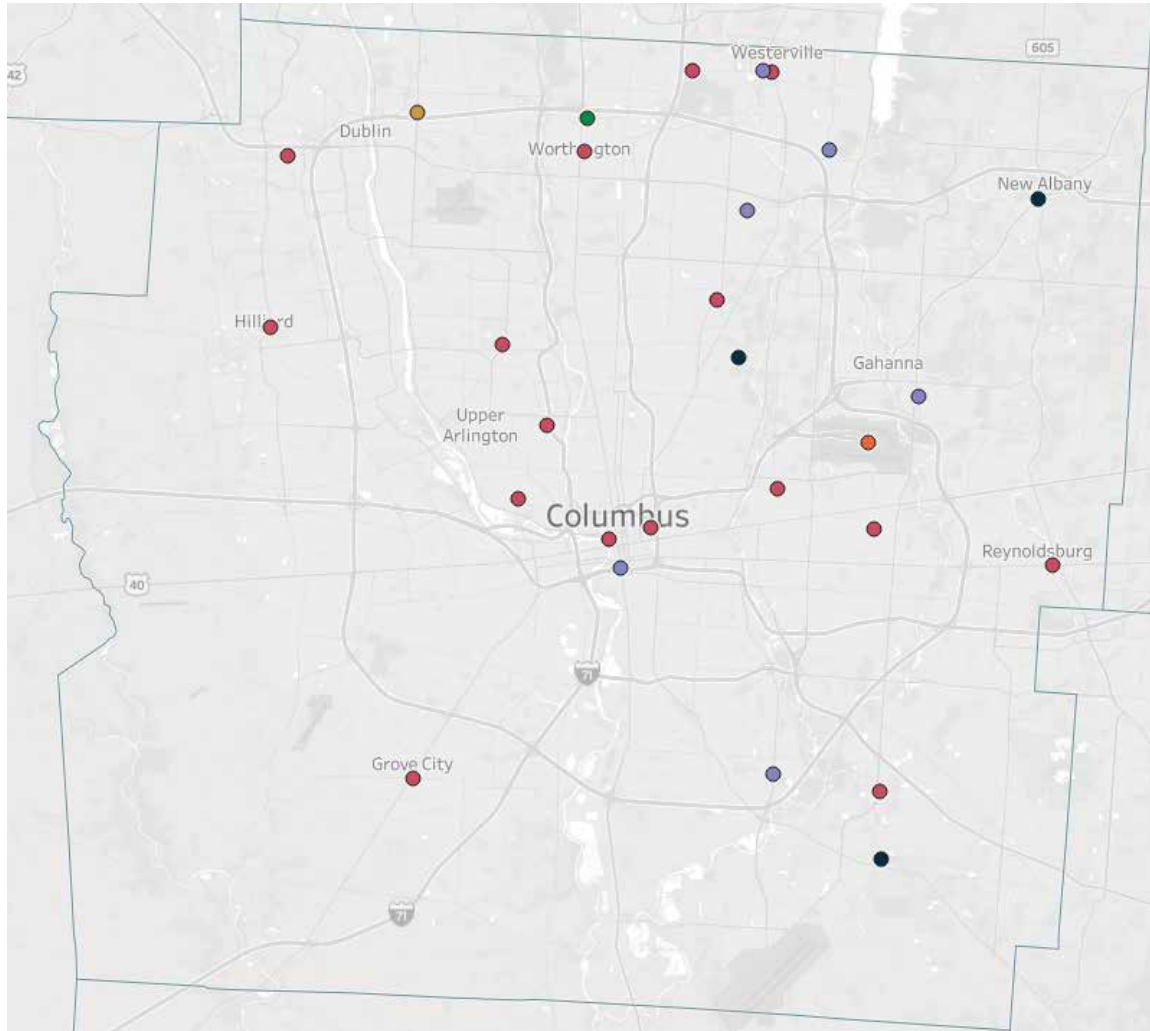 605
Westerville
42
Dublin
Worthington
New Albany
Hilliard
Gahanna
Upper
Arlington
Columbus
Reynoldsburg
40
71
Grove City
71